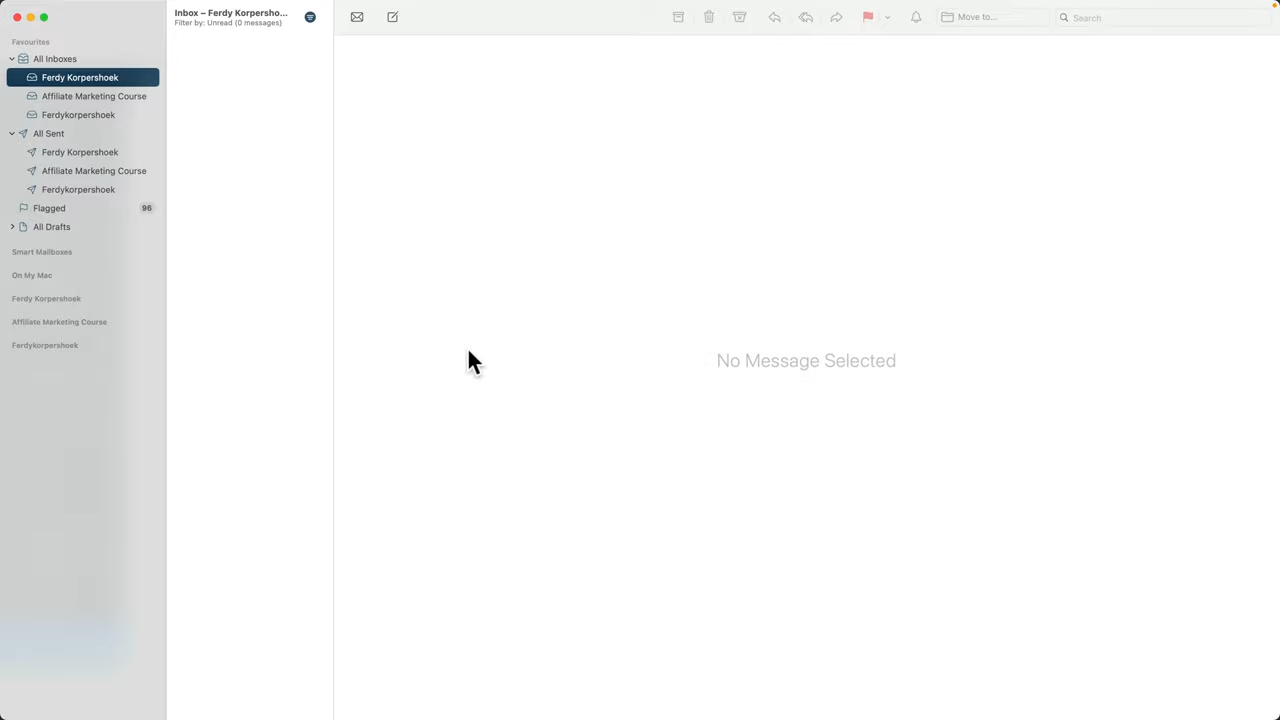 Favourites
All Inboxes
Ferdy Korpershoek
Affiliate Marketing Course
Ferdykorpershoek
All Sent
Ferdy Korpershoek
Affiliate Marketing Course
Ferdykorpershoek
Flagged 96
All Drafts
Smart Mailboxes
On My Mac
Ferdy Korpershoek
Affiliate Marketing Course
Ferdykorpershoek
Inbox – Ferdy Korpersho...
Filter by: Unread (0 messages)
Move to...
Search
No Message Selected